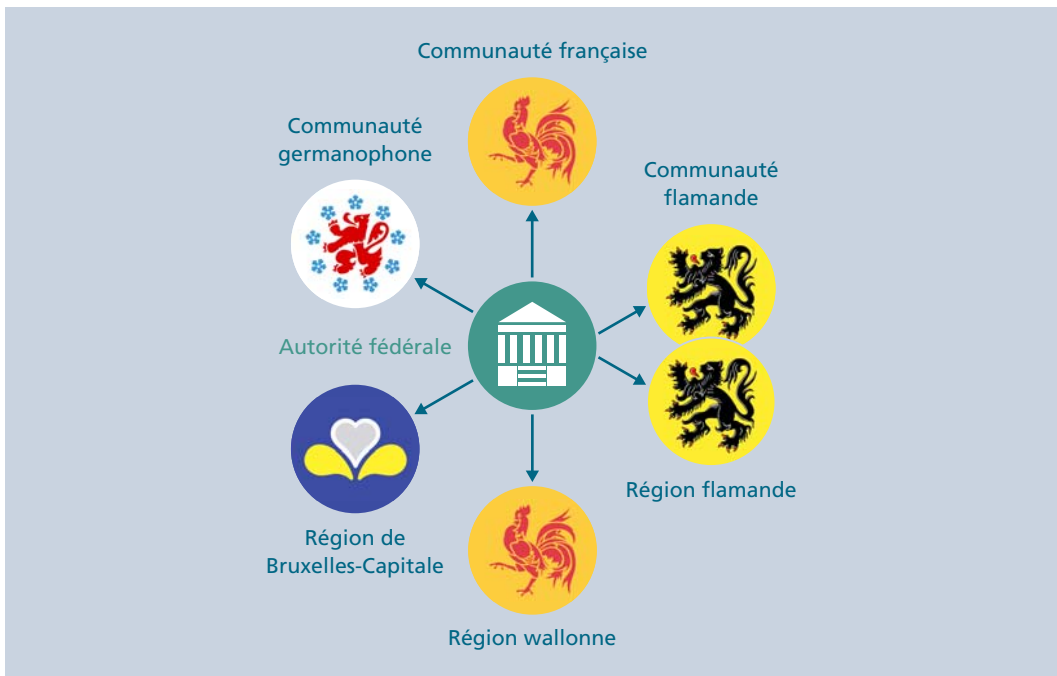 Communauté française
Communauté
germanophone
Communauté
flamande
Autorité fédérale
Région flamande
Région de
Bruxelles-Capitale
Région wallonne